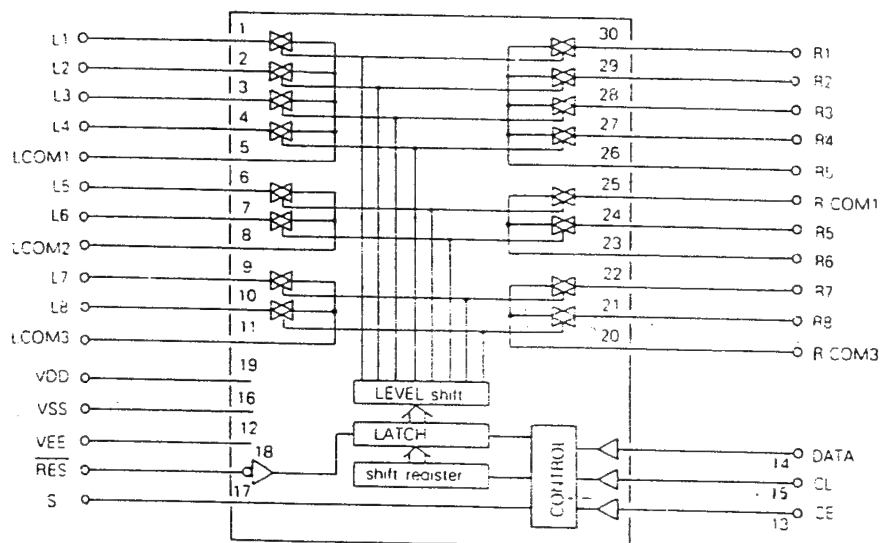 L1 1 30 R1
L2 2 29 R2
L3 3 28 R3
L4 4 27 R4
LCOM1 5 26 R5
L5 6 25 R COM1
L6 7 24 R5
LCOM2 8 23 R6
L7 9 22 R7
L8 10 21 R8
LCOM3 11 20 R COM3
VDD 19
LEVEL shift
VSS 16
VEE 12 LATCH
RES 18 shift register
S 17
CONTROL
14 DATA
15 CL
13 CE